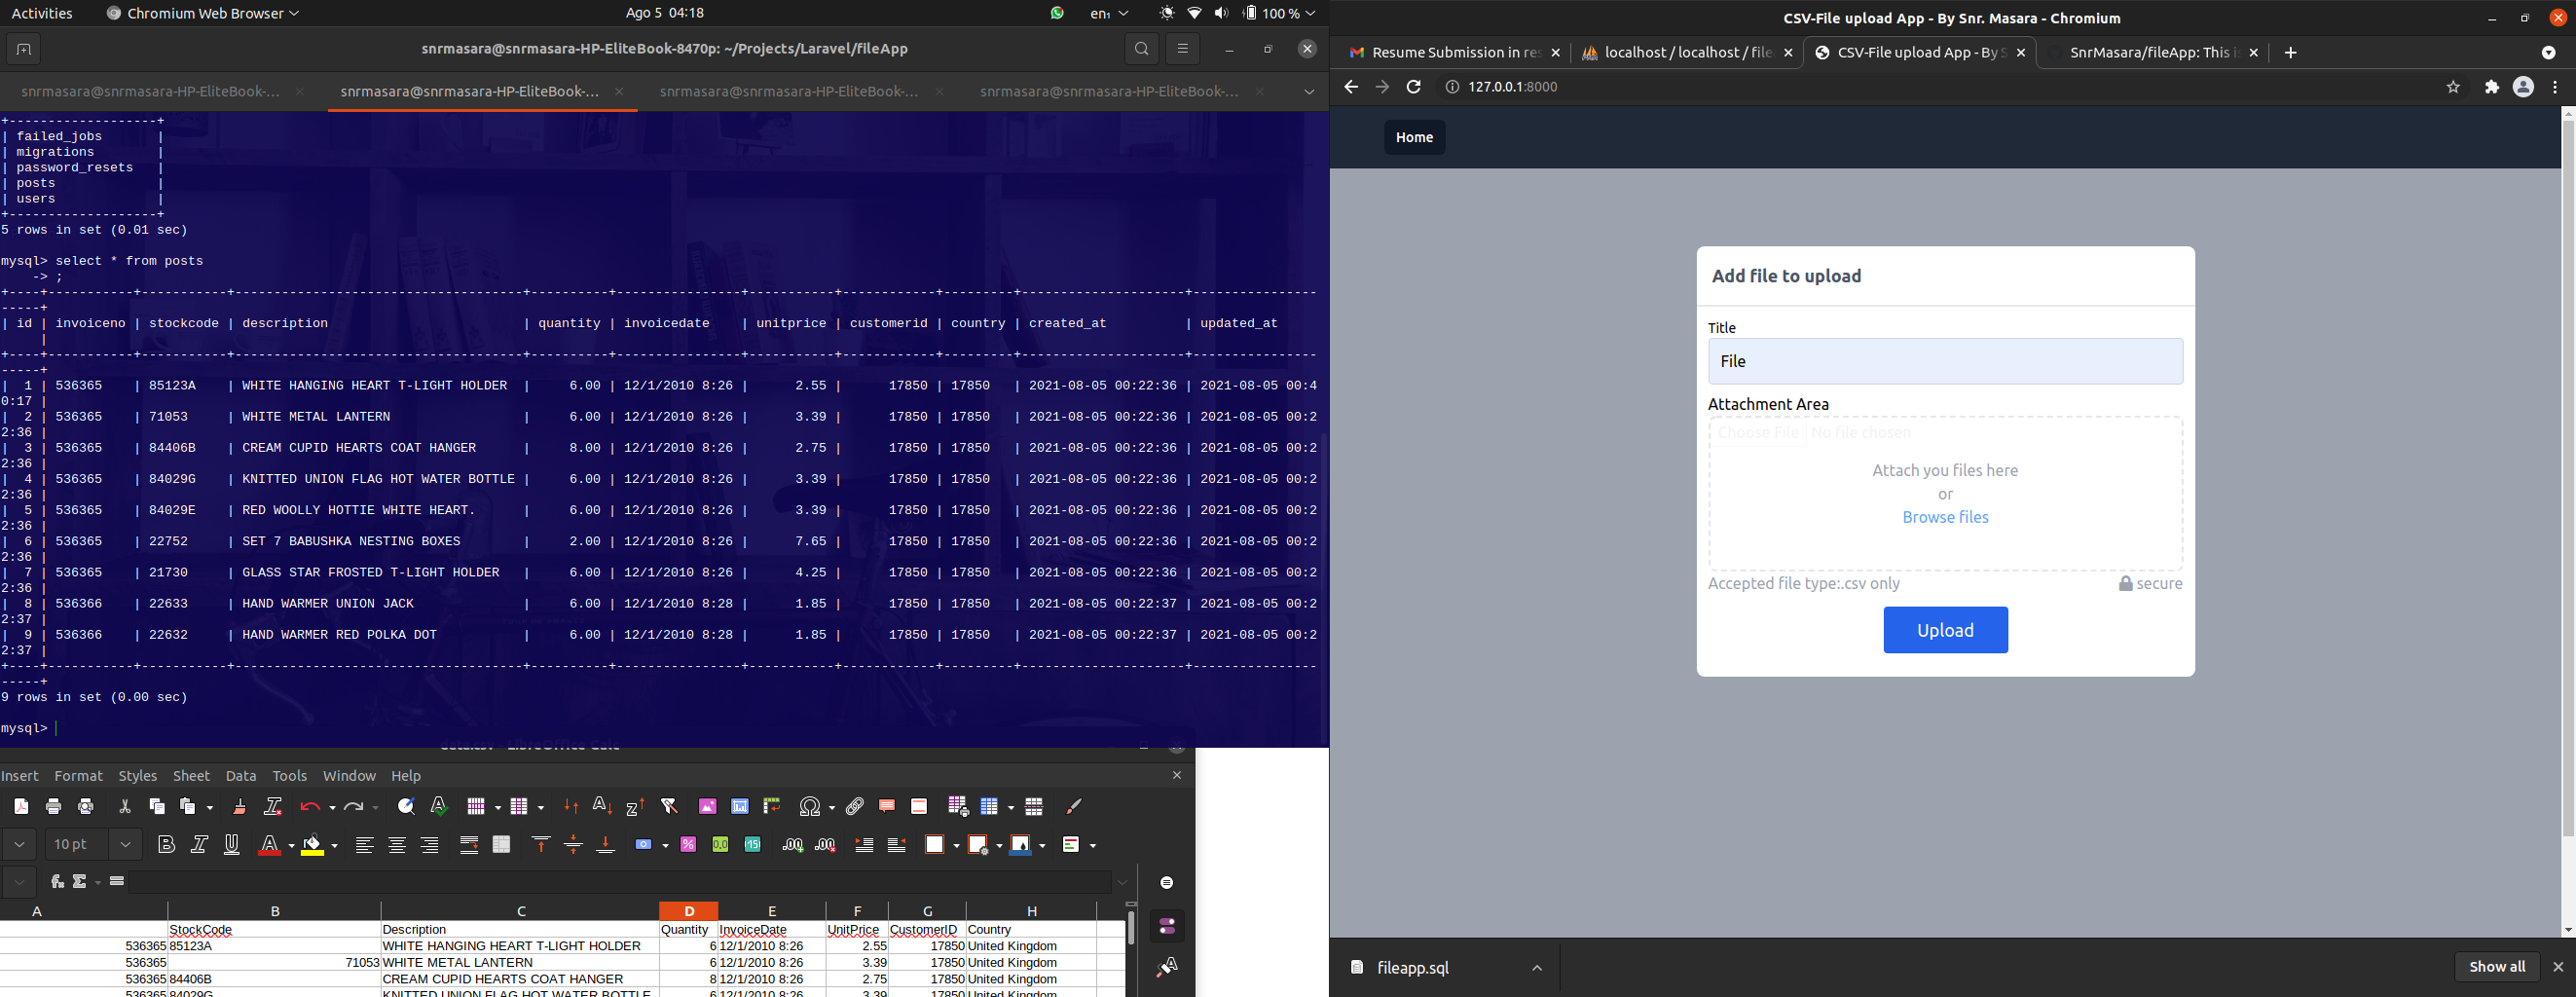 Activities
Chromium Web Browser
Ago 5 04:18
en₁
100 %
snrmasara@snrmasara-HP-EliteBook-8470p: ~/Projects/Laravel/fileApp
snrmasara@snrmasara-HP-EliteBook-...
snrmasara@snrmasara-HP-EliteBook-...
snrmasara@snrmasara-HP-EliteBook-...
snrmasara@snrmasara-HP-EliteBook-...
+-------------------+
| failed_jobs |
| migrations |
| password_resets |
| posts |
| users |
+-------------------+
5 rows in set (0.01 sec)
mysql> select * from posts
-> ;
| id | invoiceno | stockcode | description | quantity | invoicedate | unitprice | customerid | country | created_at | updated_at
|
| 1 | 536365 | 85123A | WHITE HANGING HEART T-LIGHT HOLDER | 6.00 | 12/1/2010 8:26 | 2.55 | 17850 | 17850 | 2021-08-05 00:22:36 | 2021-08-05 00:4
0:17 |
| 2 | 536365 | 71053 | WHITE METAL LANTERN | 6.00 | 12/1/2010 8:26 | 3.39 | 17850 | 17850 | 2021-08-05 00:22:36 | 2021-08-05 00:2
2:36 |
| 3 | 536365 | 84406B | CREAM CUPID HEARTS COAT HANGER | 8.00 | 12/1/2010 8:26 | 2.75 | 17850 | 17850 | 2021-08-05 00:22:36 | 2021-08-05 00:2
2:36 |
| 4 | 536365 | 84029G | KNITTED UNION FLAG HOT WATER BOTTLE | 6.00 | 12/1/2010 8:26 | 3.39 | 17850 | 17850 | 2021-08-05 00:22:36 | 2021-08-05 00:2
2:36 |
| 5 | 536365 | 84029E | RED WOOLLY HOTTIE WHITE HEART. | 6.00 | 12/1/2010 8:26 | 3.39 | 17850 | 17850 | 2021-08-05 00:22:36 | 2021-08-05 00:2
2:36 |
| 6 | 536365 | 22752 | SET 7 BABUSHKA NESTING BOXES | 2.00 | 12/1/2010 8:26 | 7.65 | 17850 | 17850 | 2021-08-05 00:22:36 | 2021-08-05 00:2
2:36 |
| 7 | 536365 | 21730 | GLASS STAR FROSTED T-LIGHT HOLDER | 6.00 | 12/1/2010 8:26 | 4.25 | 17850 | 17850 | 2021-08-05 00:22:36 | 2021-08-05 00:2
2:36 |
| 8 | 536366 | 22633 | HAND WARMER UNION JACK | 6.00 | 12/1/2010 8:28 | 1.85 | 17850 | 17850 | 2021-08-05 00:22:37 | 2021-08-05 00:2
2:37 |
| 9 | 536366 | 22632 | HAND WARMER RED POLKA DOT | 6.00 | 12/1/2010 8:28 | 1.85 | 17850 | 17850 | 2021-08-05 00:22:37 | 2021-08-05 00:2
2:37 |
9 rows in set (0.00 sec)
mysql>
data.csv - LibreOffice Calc
Insert Format Styles Sheet Data Tools Window Help
10 pt
A B C D E F G H
StockCode Description Quantity InvoiceDate UnitPrice CustomerID Country
536365 85123A WHITE HANGING HEART T-LIGHT HOLDER 6 12/1/2010 8:26 2.55 17850 United Kingdom
536365 71053 WHITE METAL LANTERN 6 12/1/2010 8:26 3.39 17850 United Kingdom
536365 84406B CREAM CUPID HEARTS COAT HANGER 8 12/1/2010 8:26 2.75 17850 United Kingdom
536365 84029G KNITTED UNION FLAG HOT WATER BOTTLE 6 12/1/2010 8:26 3.39 17850 United Kingdom
CSV-File upload App - By Snr. Masara - Chromium
Resume Submission in res
localhost / localhost / file
CSV-File upload App - By S
SnrMasara/fileApp: This i
127.0.0.1:8000
Home
Add file to upload
Title
File
Attachment Area
Choose File No file chosen
Attach you files here
or
Browse files
Accepted file type:.csv only
secure
Upload
fileapp.sql
Show all